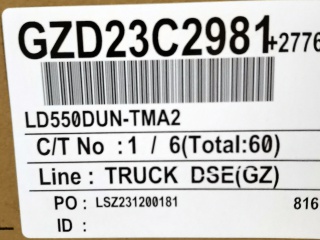 GZD23C2981+2776
LD550DUN-TMA2
C/T No : 1 / 6(Total:60)
Line : TRUCK DSE(GZ)
PO : LSZ231200181 816
ID :